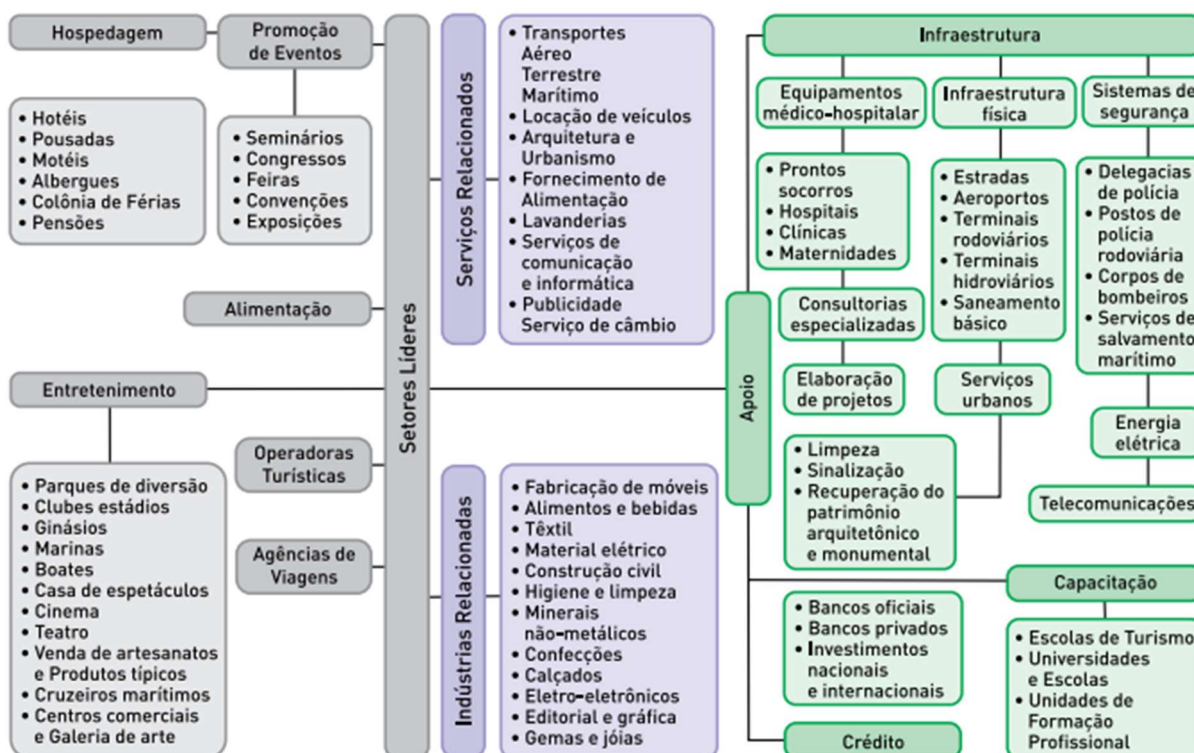 Hospedagem
• Hotéis
• Pousadas
• Motéis
• Albergues
• Colônia de Férias
• Pensões
Promoção
de Eventos
• Seminários
• Congressos
• Feiras
• Convenções
• Exposições
Alimentação
Entretenimento
• Parques de diversão
• Clubes estádios
• Ginásios
• Marinas
• Boates
• Casa de espetáculos
• Cinema
• Teatro
• Venda de artesanatos
e Produtos típicos
• Cruzeiros marítimos
• Centros comerciais
e Galeria de arte
Operadoras
Turísticas
Agências de
Viagens
Setores Líderes
Serviços Relacionados
• Transportes
Aéreo
Terrestre
Marítimo
• Locação de veículos
• Arquitetura e
Urbanismo
• Fornecimento de
Alimentação
• Lavanderias
• Serviços de
comunicação
e informática
• Publicidade
Serviço de câmbio
Indústrias Relacionadas
• Fabricação de móveis
• Alimentos e bebidas
• Têxtil
• Material elétrico
• Construção civil
• Higiene e limpeza
• Minerais
não-metálicos
• Confecções
• Calçados
• Eletro-eletrônicos
• Editorial e gráfica
• Gemas e jóias
Apoio
Infraestrutura
Equipamentos
médico-hospitalar
• Prontos
socorros
• Hospitais
• Clínicas
• Maternidades
Consultorias
especializadas
Elaboração
de projetos
Infraestrutura
física
• Estradas
• Aeroportos
• Terminais
rodoviários
• Terminais
hidroviários
• Saneamento
básico
Serviços
urbanos
• Limpeza
• Sinalização
• Recuperação do
patrimônio
arquitetônico
e monumental
Sistemas de
segurança
• Delegacias
de polícia
• Postos de
polícia
rodoviária
• Corpos de
bombeiros
• Serviços de
salvamento
marítimo
Energia
elétrica
Telecomunicações
Capacitação
• Escolas de Turismo
• Universidades
e Escolas
• Unidades de
Formação
Profissional
• Bancos oficiais
• Bancos privados
• Investimentos
nacionais
e internacionais
Crédito